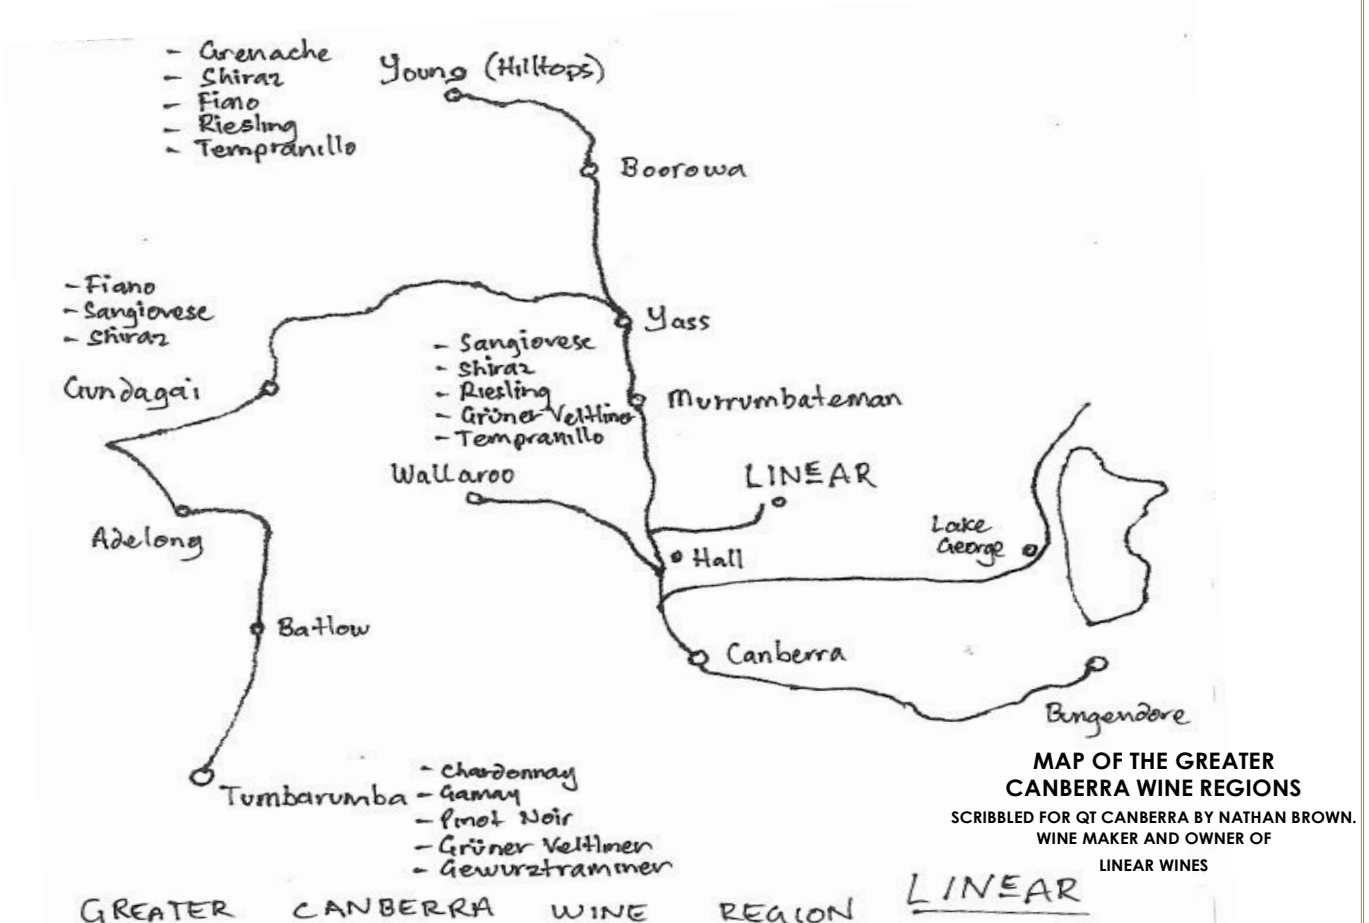 - Grenache
- Shiraz
- Fiano
- Riesling
- Tempranillo
Young (Hilltops)
Boorowa
- Fiano
- Sangiovese
- Shiraz
Gundagai
Yass
- Sangiovese
- Shiraz
- Riesling
- Grüner Veltliner
- Tempranillo
Murrumbateman
Wallaroo
LINEAR
Adelong
Hall
Lake
George
Batlow
Canberra
Bungendore
Tumbarumba
- Chardonnay
- Gamay
- Pinot Noir
- Grüner Veltliner
- Gewurztraminer
MAP OF THE GREATER
CANBERRA WINE REGIONS
SCRIBBLED FOR QT CANBERRA BY NATHAN BROWN.
WINE MAKER AND OWNER OF
LINEAR WINES
GREATER CANBERRA WINE REGION LINEAR